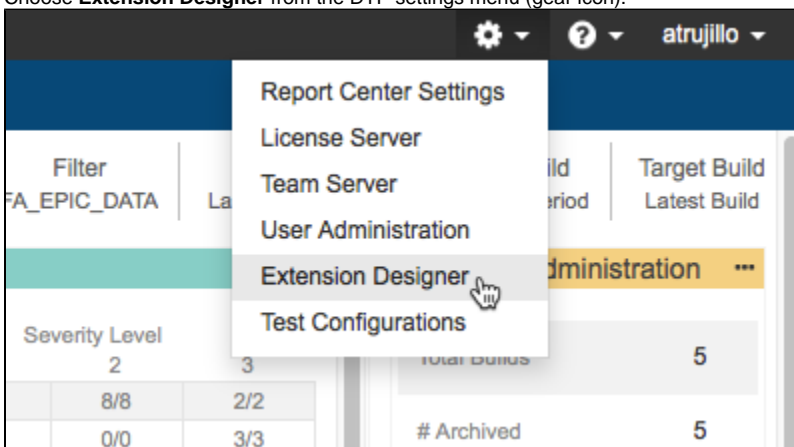 Choose Extension Designer from the DTP settings menu (gear icon).
atrujillo
Report Center Settings
License Server
Team Server
User Administration
Extension Designer
Test Configurations
Filter
Target Build
Latest Build
Severity Level
2 3
8/8 2/2
0/0 3/3
Total Builds 5
# Archived 5